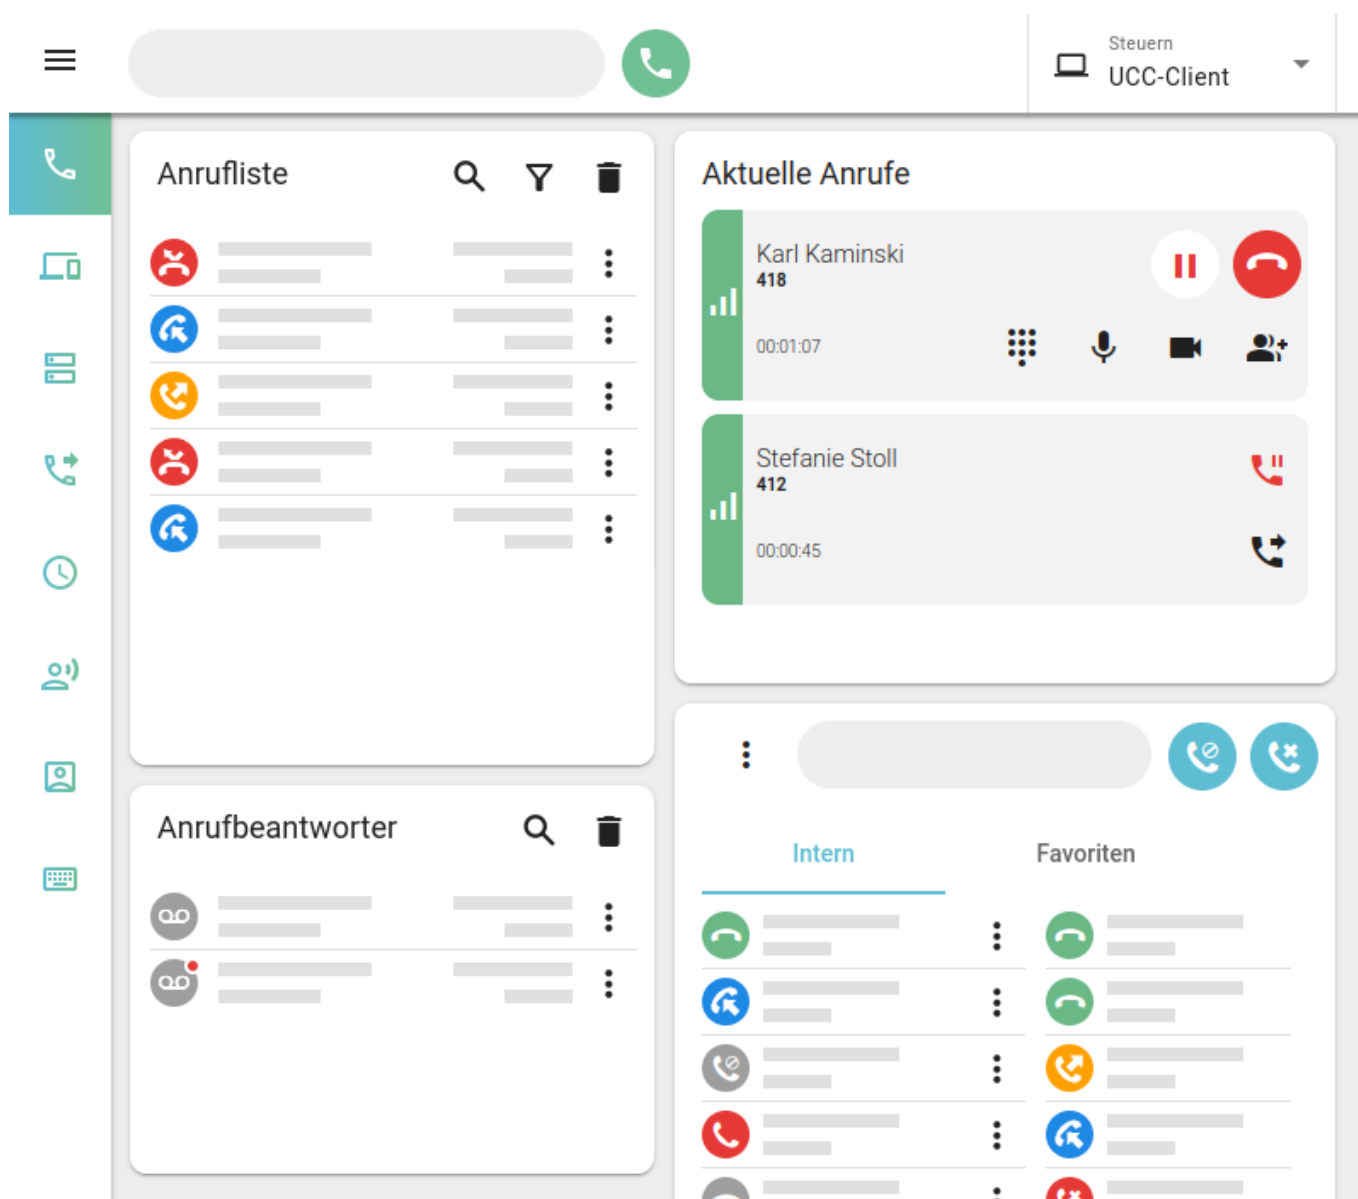 Steuern
UCC-Client
Anrufliste
Aktuelle Anrufe
Karl Kaminski
418
00:01:07
Stefanie Stoll
412
00:00:45
Anrufbeantworter
Intern
Favoriten